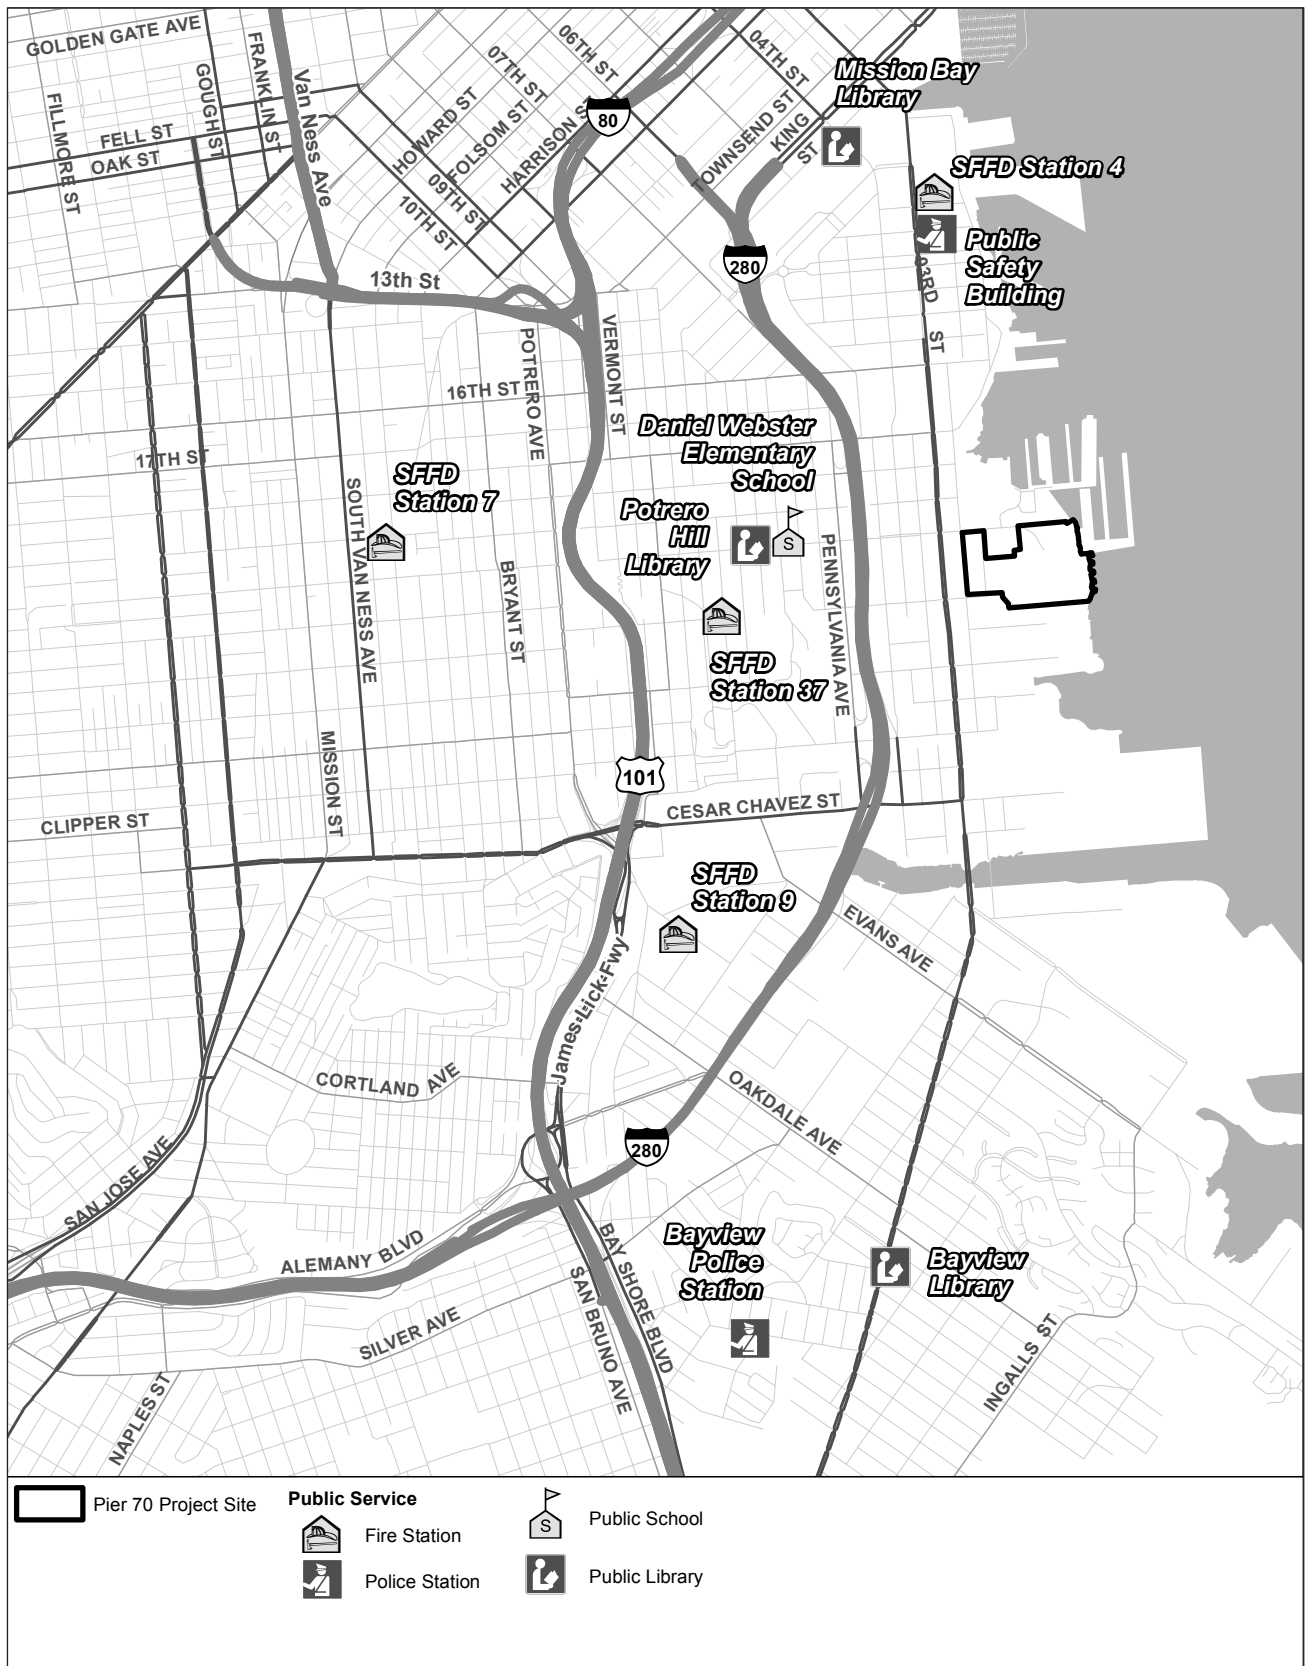 GOLDEN GATE AVE
FRANKLIN ST
GOUGH ST
FILLMORE ST
Van Ness Ave
FELL ST
OAK ST
06TH ST
07TH ST
HOWARD ST
FOLSOM ST
HARRISON S
09TH ST
10TH ST
80
04TH ST
TOWNSEND ST
KING
ST
Mission Bay
Library
SFFD Station 4
Public
Safety
Building
03RD ST
280
13th St
VERMONT ST
POTRERO AVE
16TH ST
17TH ST
SFFD
Station 7
SOUTH VAN NESS AVE
BRYANT ST
Daniel Webster
Elementary
School
S
Potrero
Hill
Library
PENNSYLVANIA AVE
SFFD
Station 37
MISSION ST
101
CESAR CHAVEZ ST
CLIPPER ST
SFFD
Station 9
EVANS AVE
James Lick Fwy
CORTLAND AVE
OAKDALE AVE
280
SAN JOSE AVE
ALEMANY BLVD
BAY SHORE BLVD
SAN BRUNO AVE
SILVER AVE
NAPLES ST
Bayview
Police
Station
Bayview
Library
INGALLS ST
Pier 70 Project Site
Public Service
Fire Station
Police Station
S
Public School
Public Library